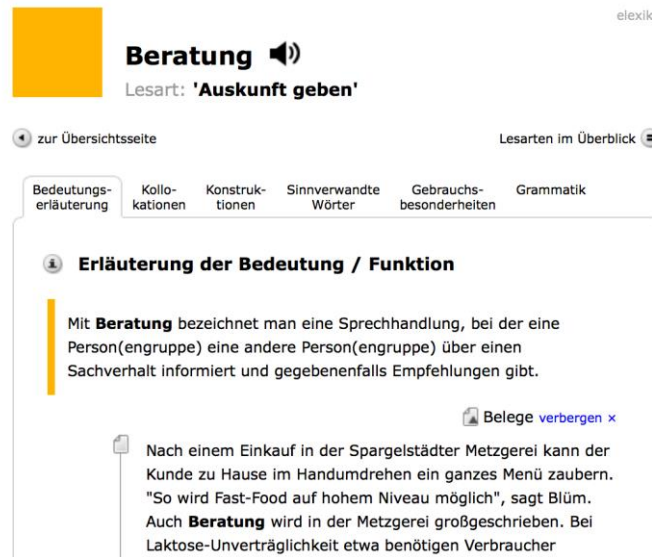 elexik
Beratung
Lesart: 'Auskunft geben'
zur Übersichtsseite
Lesarten im Überblick
Bedeutungs-
erläuterung
Kollo-
kationen
Konstruk-
tionen
Sinnverwandte
Wörter
Gebrauchs-
besonderheiten
Grammatik
Erläuterung der Bedeutung / Funktion
Mit Beratung bezeichnet man eine Sprechhandlung, bei der eine
Person(engruppe) eine andere Person(engruppe) über einen
Sachverhalt informiert und gegebenenfalls Empfehlungen gibt.
Belege verbergen ×
Nach einem Einkauf in der Spargelstädter Metzgerei kann der
Kunde zu Hause im Handumdrehen ein ganzes Menü zaubern.
"So wird Fast-Food auf hohem Niveau möglich", sagt Blüm.
Auch Beratung wird in der Metzgerei großgeschrieben. Bei
Laktose-Unverträglichkeit etwa benötigen Verbraucher